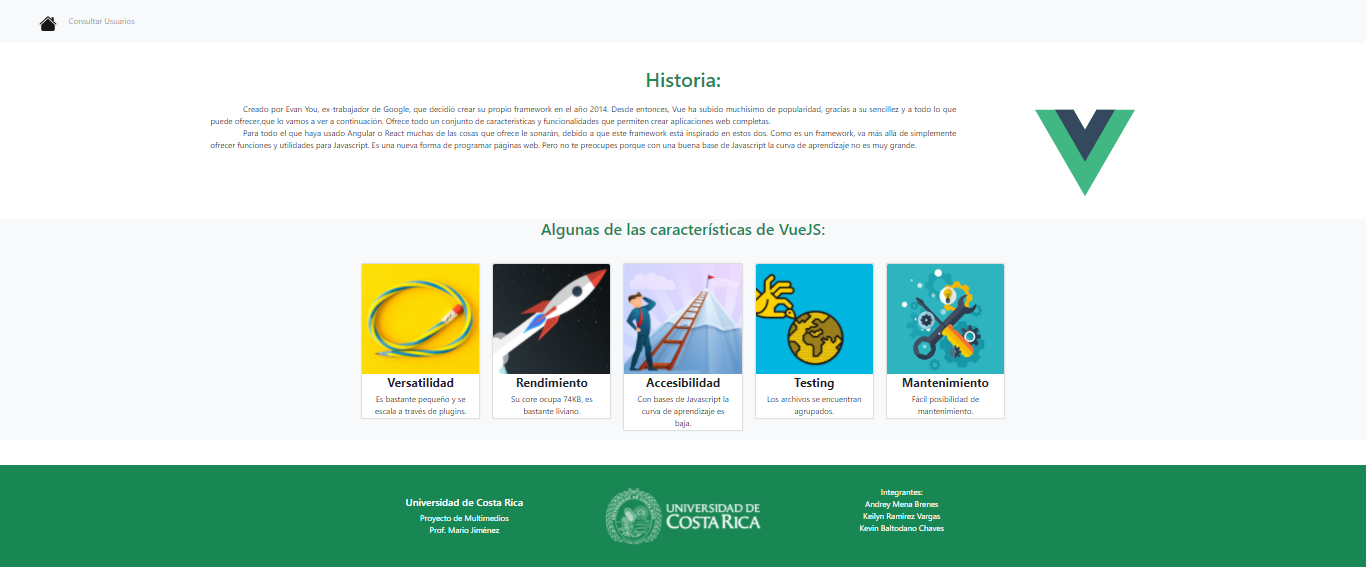 Consultar Usuarios
Historia:
Creado por Evan You, ex-trabajador de Google, que decidió crear su propio framework en el año 2014. Desde entonces, Vue ha subido muchísimo de popularidad, gracias a su sencillez y a todo lo que
puede ofrecer,que lo vamos a ver a continuación. Ofrece todo un conjunto de características y funcionalidades que permiten crear aplicaciones web completas.
Para todo el que haya usado Angular o React muchas de las cosas que ofrece le sonarán, debido a que este framework está inspirado en estos dos. Como es un framework, va más allá de simplemente
ofrecer funciones y utilidades para Javascript. Es una nueva forma de programar páginas web. Pero no te preocupes porque con una buena base de Javascript la curva de aprendizaje no es muy grande.
Algunas de las características de VueJS:
Versatilidad
Es bastante pequeño y se
escala a través de plugins.
Rendimiento
Su core ocupa 74KB, es
bastante liviano.
Accesibilidad
Con bases de Javascript la
curva de aprendizaje es
baja.
Testing
Los archivos se encuentran
agrupados.
Mantenimiento
Fácil posibilidad de
mantenimiento.
Universidad de Costa Rica
Proyecto de Multimedios
Prof. Mario Jiménez
UNIVERSIDAD DE
COSTA RICA
Integrantes:
Andrey Mena Brenes
Keilyn Ramírez Vargas
Kevin Baltodano Chaves